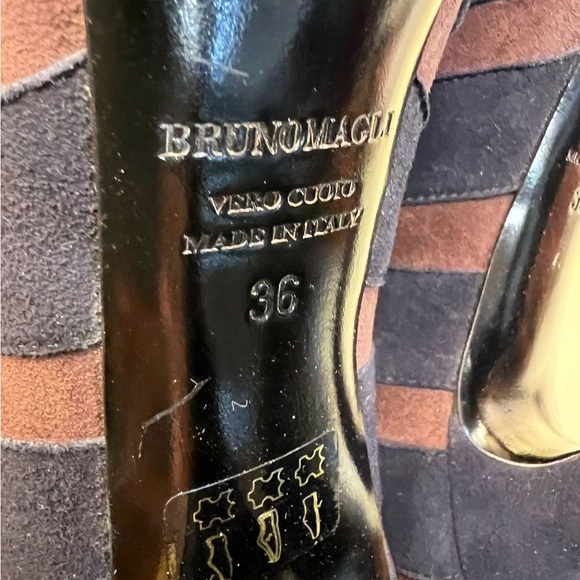 BRUNOMAGLI
VERO CUOIO
MADE IN ITALY
36